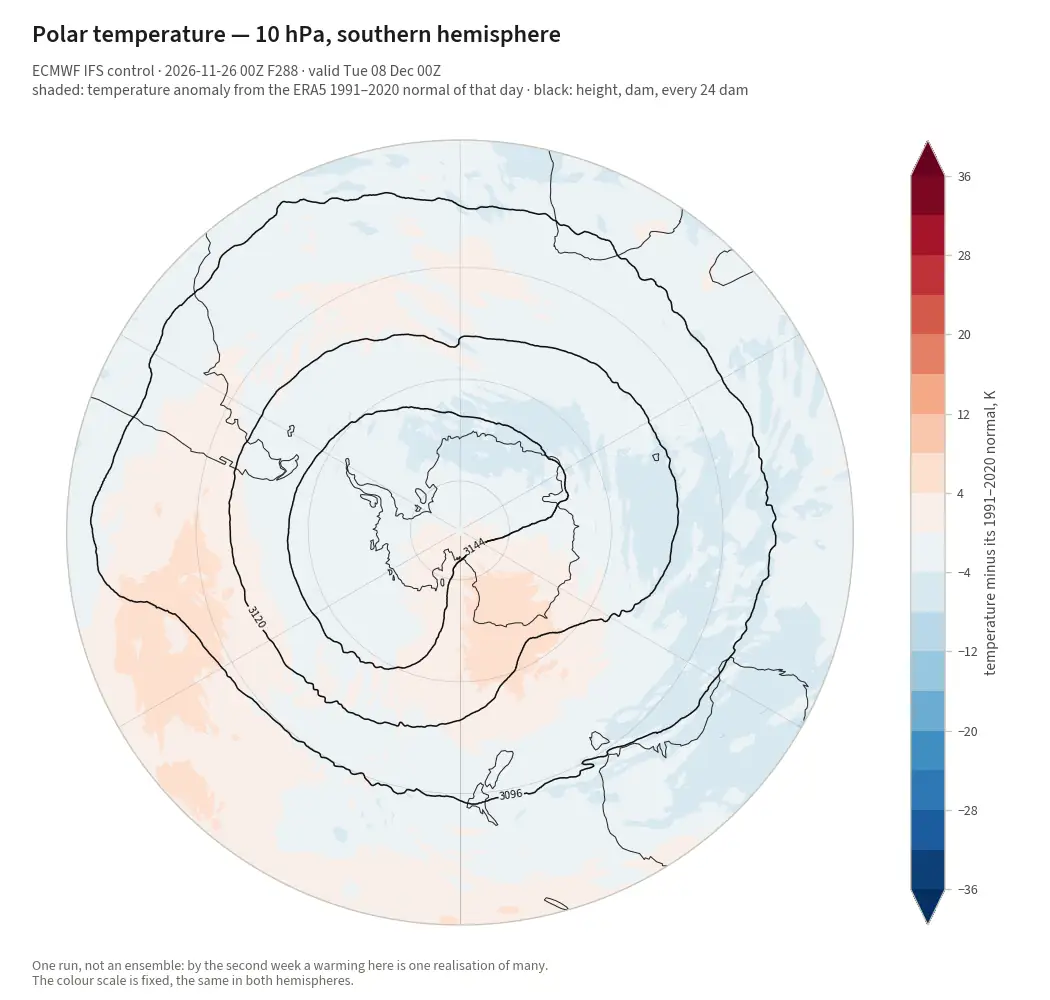 Polar temperature — 10 hPa, southern hemisphere
ECMWF IFS control · 2026-11-26 00Z F288 · valid Tue 08 Dec 00Z
shaded: temperature anomaly from the ERA5 1991–2020 normal of that day · black: height, dam, every 24 dam
36
28
20
12
4
−4
−12
−20
−28
−36
temperature minus its 1991–2020 normal, K
3144
3120
3096
One run, not an ensemble: by the second week a warming here is one realisation of many.
The colour scale is fixed, the same in both hemispheres.